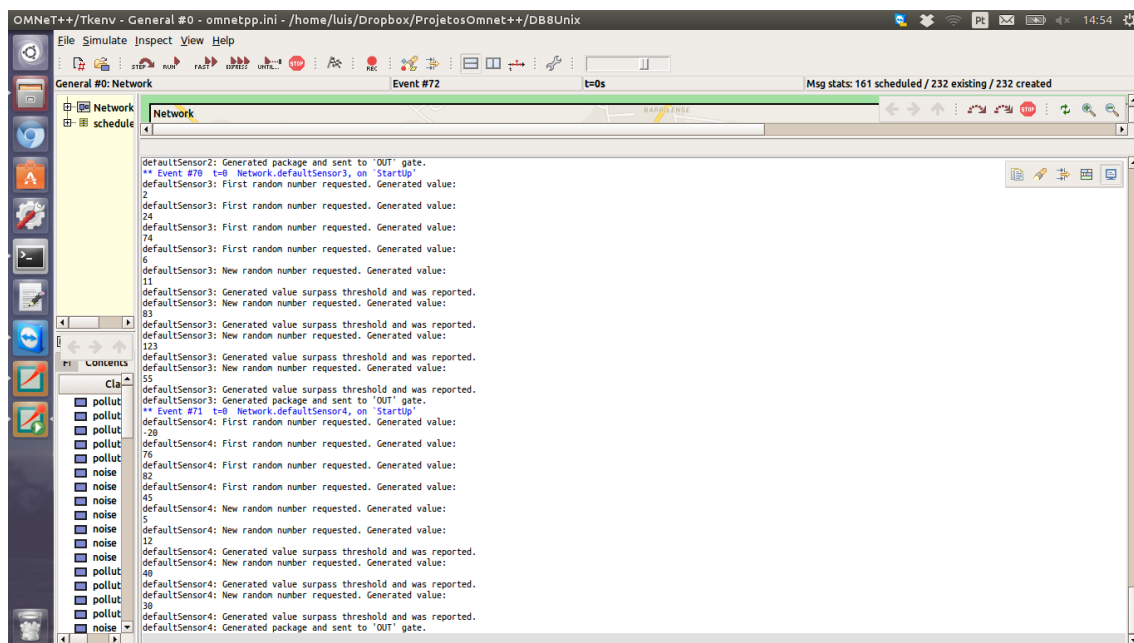 OMNeT++/Tkenv - General #0 - omnetpp.ini - /home/luis/Dropbox/ProjetosOmnet++/DB8Unix
Pt
14:54
File Simulate Inspect View Help
STEP RUN FAST EXPRESS UNTIL... STOP REC
General #0: Network
Event #72
t=0s
Msg stats: 161 scheduled / 232 existing / 232 created
Network
schedule
Network
BARRILENSE
STOP
defaultSensor2: Generated package and sent to 'OUT' gate.
** Event #70 t=0 Network.defaultSensor3, on `StartUp'
defaultSensor3: First random number requested. Generated value:
2
defaultSensor3: First random number requested. Generated value:
24
defaultSensor3: First random number requested. Generated value:
74
defaultSensor3: First random number requested. Generated value:
6
defaultSensor3: New random number requested. Generated value:
11
defaultSensor3: Generated value surpass threshold and was reported.
defaultSensor3: New random number requested. Generated value:
83
defaultSensor3: Generated value surpass threshold and was reported.
defaultSensor3: New random number requested. Generated value:
123
defaultSensor3: Generated value surpass threshold and was reported.
defaultSensor3: New random number requested. Generated value:
55
defaultSensor3: Generated value surpass threshold and was reported.
defaultSensor3: Generated package and sent to 'OUT' gate.
** Event #71 t=0 Network.defaultSensor4, on `StartUp'
defaultSensor4: First random number requested. Generated value:
-20
defaultSensor4: First random number requested. Generated value:
76
defaultSensor4: First random number requested. Generated value:
82
defaultSensor4: First random number requested. Generated value:
45
defaultSensor4: New random number requested. Generated value:
5
defaultSensor4: New random number requested. Generated value:
12
defaultSensor4: Generated value surpass threshold and was reported.
defaultSensor4: New random number requested. Generated value:
40
defaultSensor4: Generated value surpass threshold and was reported.
defaultSensor4: New random number requested. Generated value:
30
defaultSensor4: Generated value surpass threshold and was reported.
defaultSensor4: Generated package and sent to 'OUT' gate.
Contents
Cla
pollut
pollut
pollut
pollut
pollut
noise
noise
noise
noise
noise
noise
noise
pollut
pollut
pollut
pollut
noise